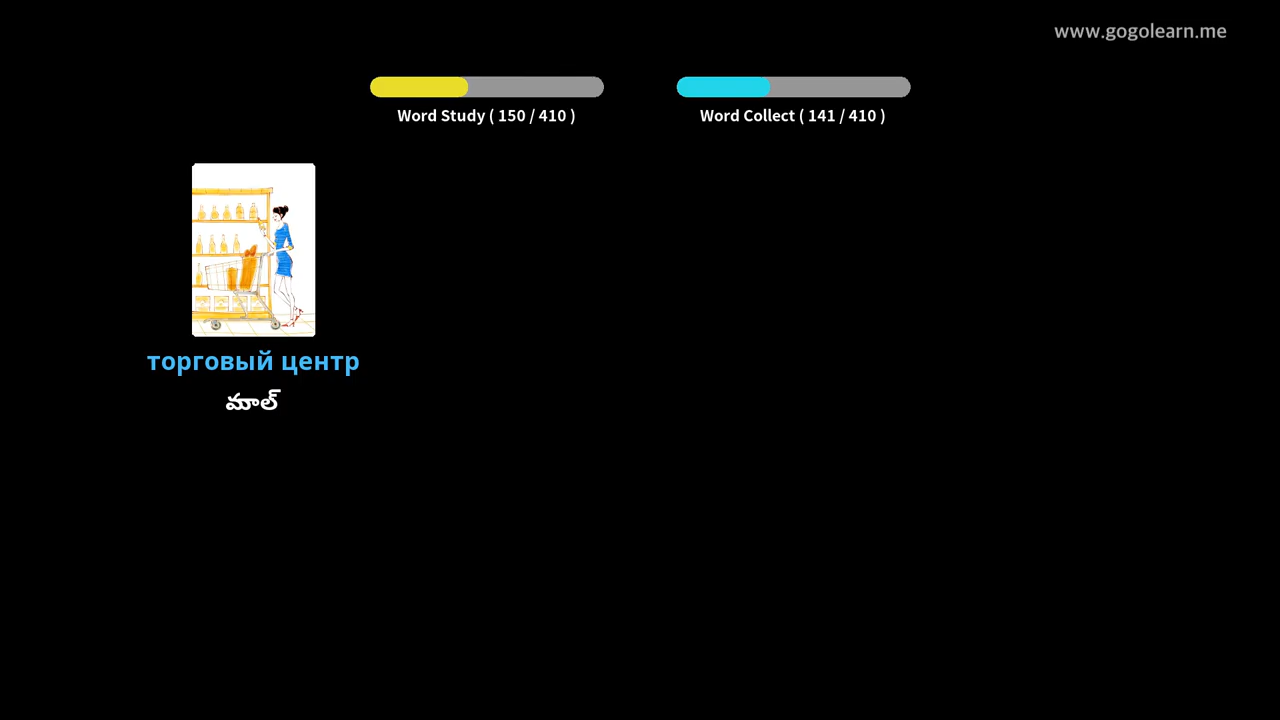 www.gogolearn.me
Word Study ( 150 / 410 )
Word Collect ( 141 / 410 )
торговый центр
మాల్